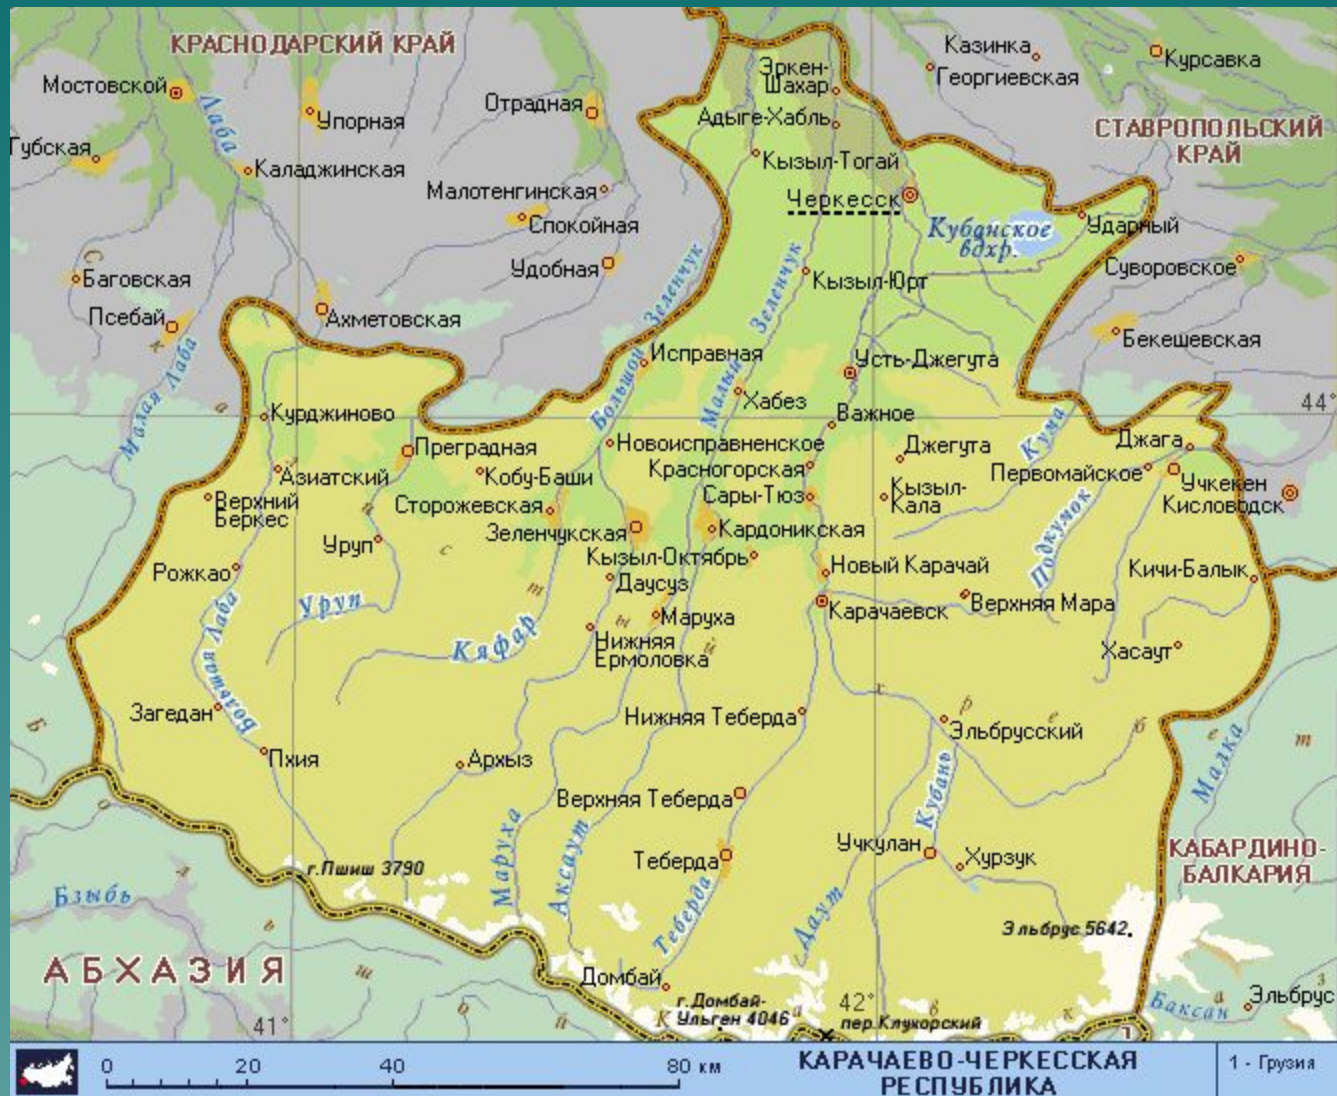 КРАСНОДАРСКИЙ КРАЙ
Казинка
Георгиевская
Курсавка
Мостовской
Лаба
Упорная
Отрадная
Эркен-
Шахар
Адыге-Хабль
СТАВРОПОЛЬСКИЙ
КРАЙ
Губская
Каладжинская
Кызыл-Тогай
Малотенгинская
Черкесск
Спокойная
Кубанское
вдхр.
Ударный
Баговская
Удобная
Кызыл-Юрт
Суворовское
Псебай
Ахметовская
Большой Зеленчук
Малый Зеленчук
Бекешевская
Малая Лаба
Исправная
Усть-Джегута
Хабез
44°
Курджиново
Важное
Кума
Преградная
Новоисправненское
Джегута
Джага
Азиатский
Кобу-Баши
Красногорская
Первомайское
Учкекен
Верхний
Беркес
Сторожевская
Сары-Тюз
Кызыл-
Кала
Кисловодск
Зеленчукская
Кардоникская
Подкумок
Уруп
Кызыл-Октябрь
Рожкао
Даусуз
Новый Карачай
Кичи-Балык
Уруп
Маруха
Карачаевск
Верхняя Мара
Большая Лаба
Кяфар
Нижняя
Ермоловка
Хасаут
Загедан
Нижняя Теберда
Эльбрусский
С к а л и с т ы й х р е б е т
Пхия
Архыз
Малка
Верхняя Теберда
Кубань
Маруха
Аксаут
Теберда
Учкулан
Хурзук
КАБАРДИНО-
БАЛКАРИЯ
г.Пшиш 3790
Бзыбь
Теберда
Даут
Эльбрус 5642
АБХАЗИЯ
Домбай
г.Домбай-
Ульген 4046
пер.Клухорский
Баксан
Эльбрус
Б о л ь ш о й К а в к а з
41°
42°
1
0 20 40 80 км
КАРАЧАЕВО-ЧЕРКЕССКАЯ
РЕСПУБЛИКА
1 - Грузия